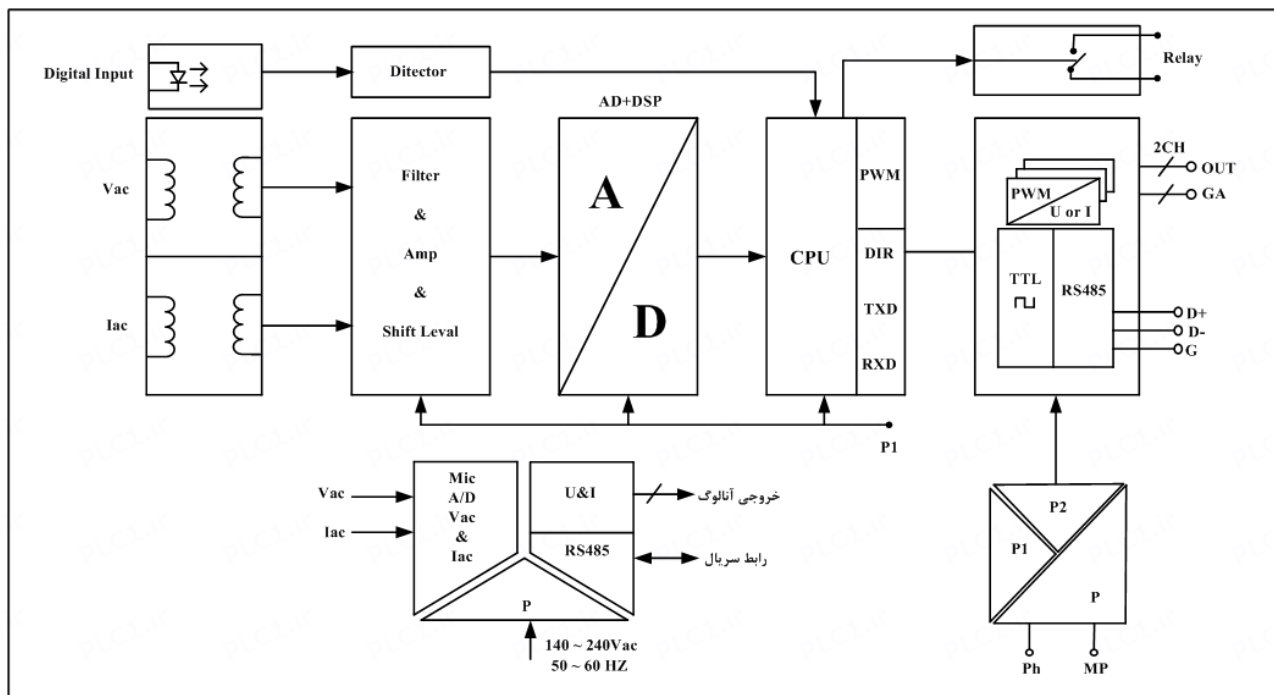 Digital Input
Ditector
Relay
AD+DSP
Vac
Iac
Filter
&
Amp
&
Shift Leval
A
D
CPU
PWM
DIR
TXD
RXD
PWM
U or I
TTL
RS485
2CH
OUT
GA
D+
D-
G
P1
Vac
Iac
Mic
A/D
Vac
&
Iac
U&I
RS485
خروجی آنالوگ
رابط سریال
P
140 ~ 240Vac
50 ~ 60 HZ
P2
P1
P
Ph
MP